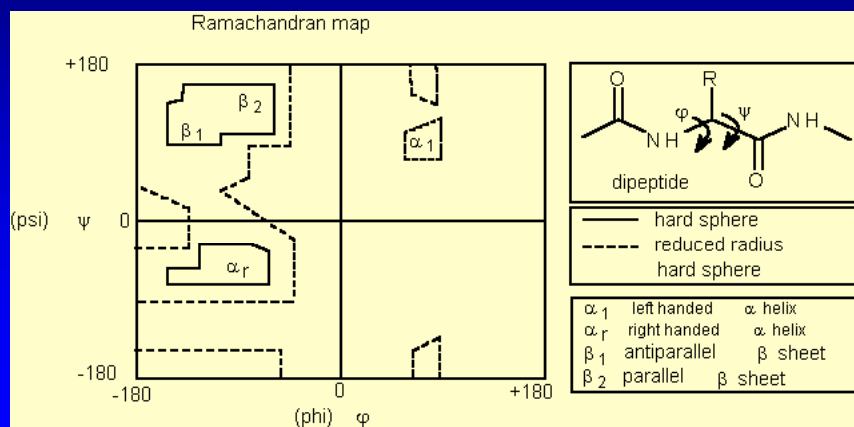 Ramachandran map
+180
β2
β1
α1
(psi) ψ 0
αr
-180
-180 0 +180
(phi) φ
O R
φ ψ NH
NH
O
dipeptide
hard sphere
reduced radius
hard sphere
α1 left handed α helix
αr right handed α helix
β1 antiparallel β sheet
β2 parallel β sheet